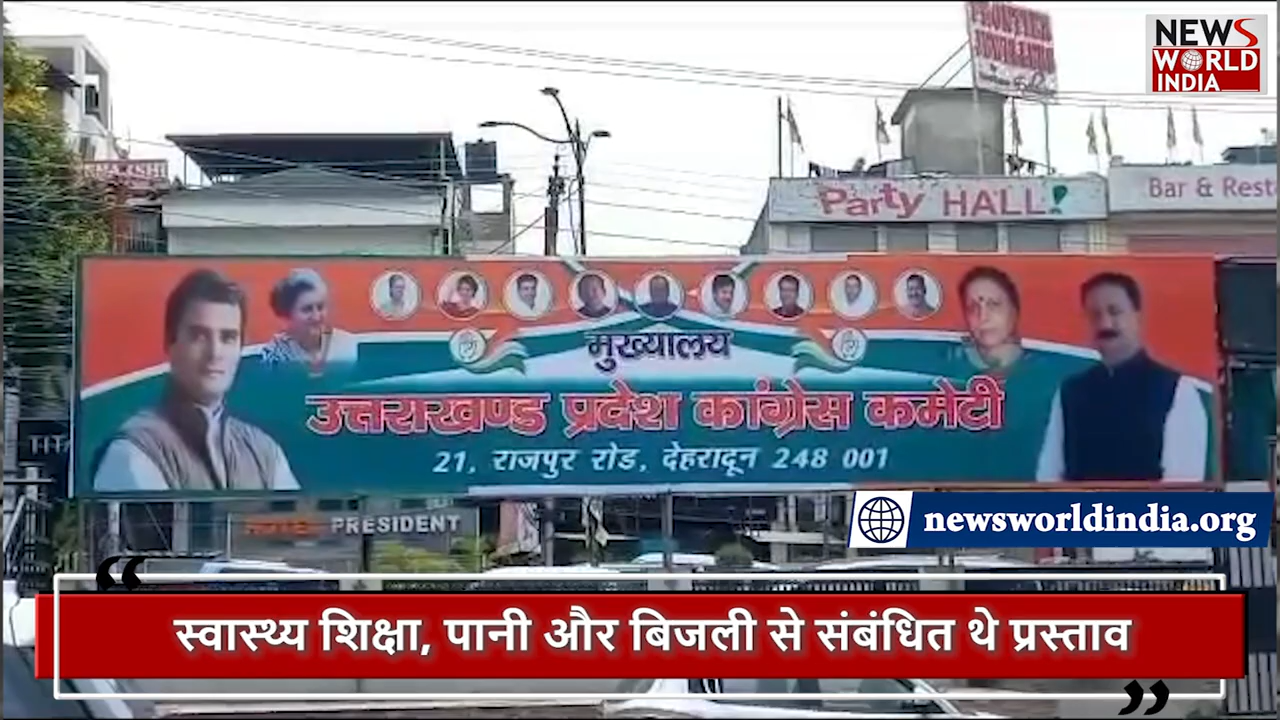 NEWS
WORLD
INDIA
Party HALL!
Bar & Rest
मुख्यालय
उत्तराखण्ड प्रदेश कांग्रेस कमेटी
21, राजपुर रोड, देहरादून 248 001
PRESIDENT
newsworldindia.org
“
स्वास्थ्य शिक्षा, पानी और बिजली से संबंधित थे प्रस्ताव
”